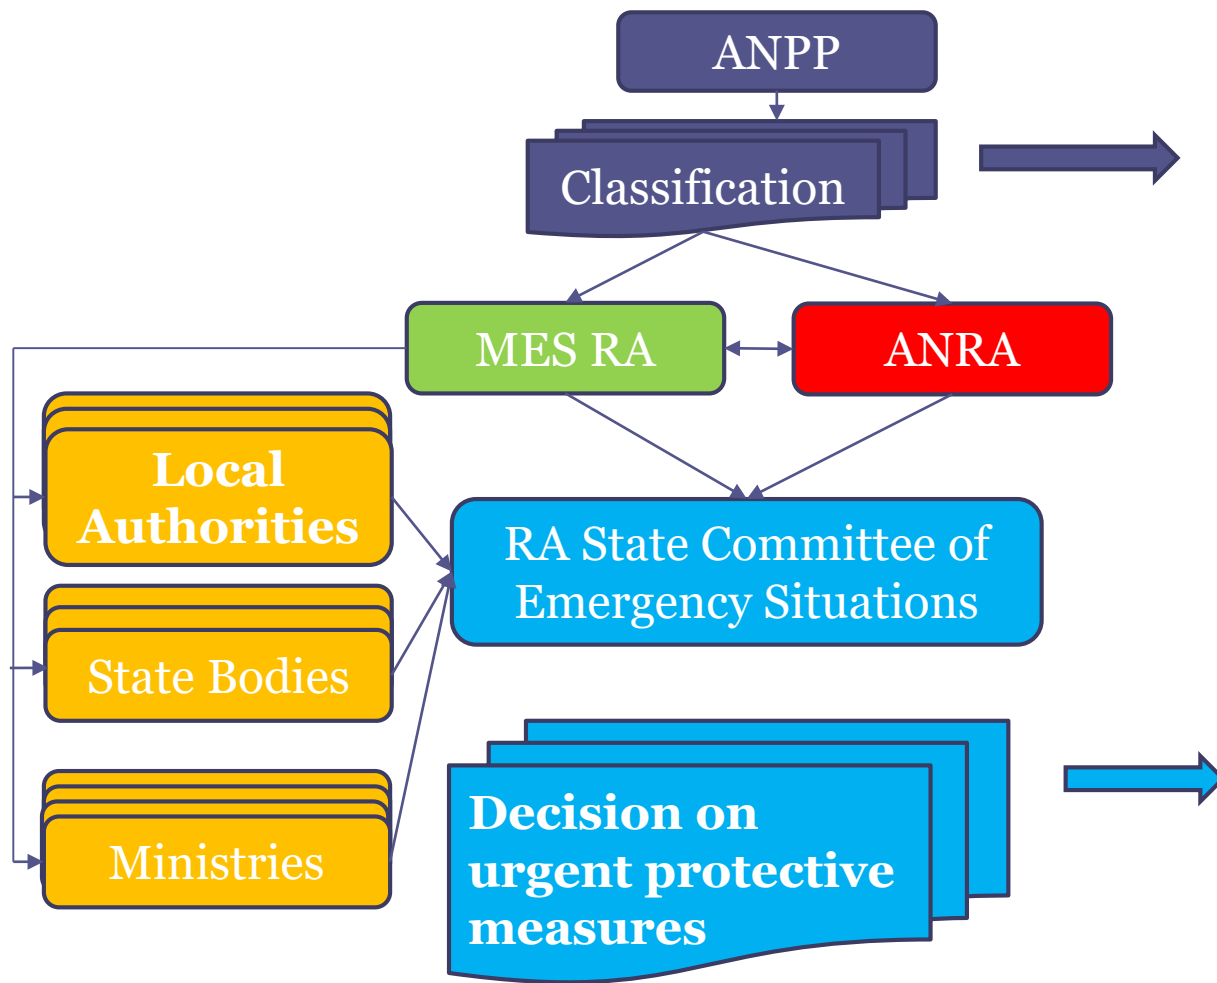 ANPP
Classification
MES RA
ANRA
Local
Authorities
RA State Committee of
Emergency Situations
State Bodies
Ministries
Decision on
urgent protective
measures